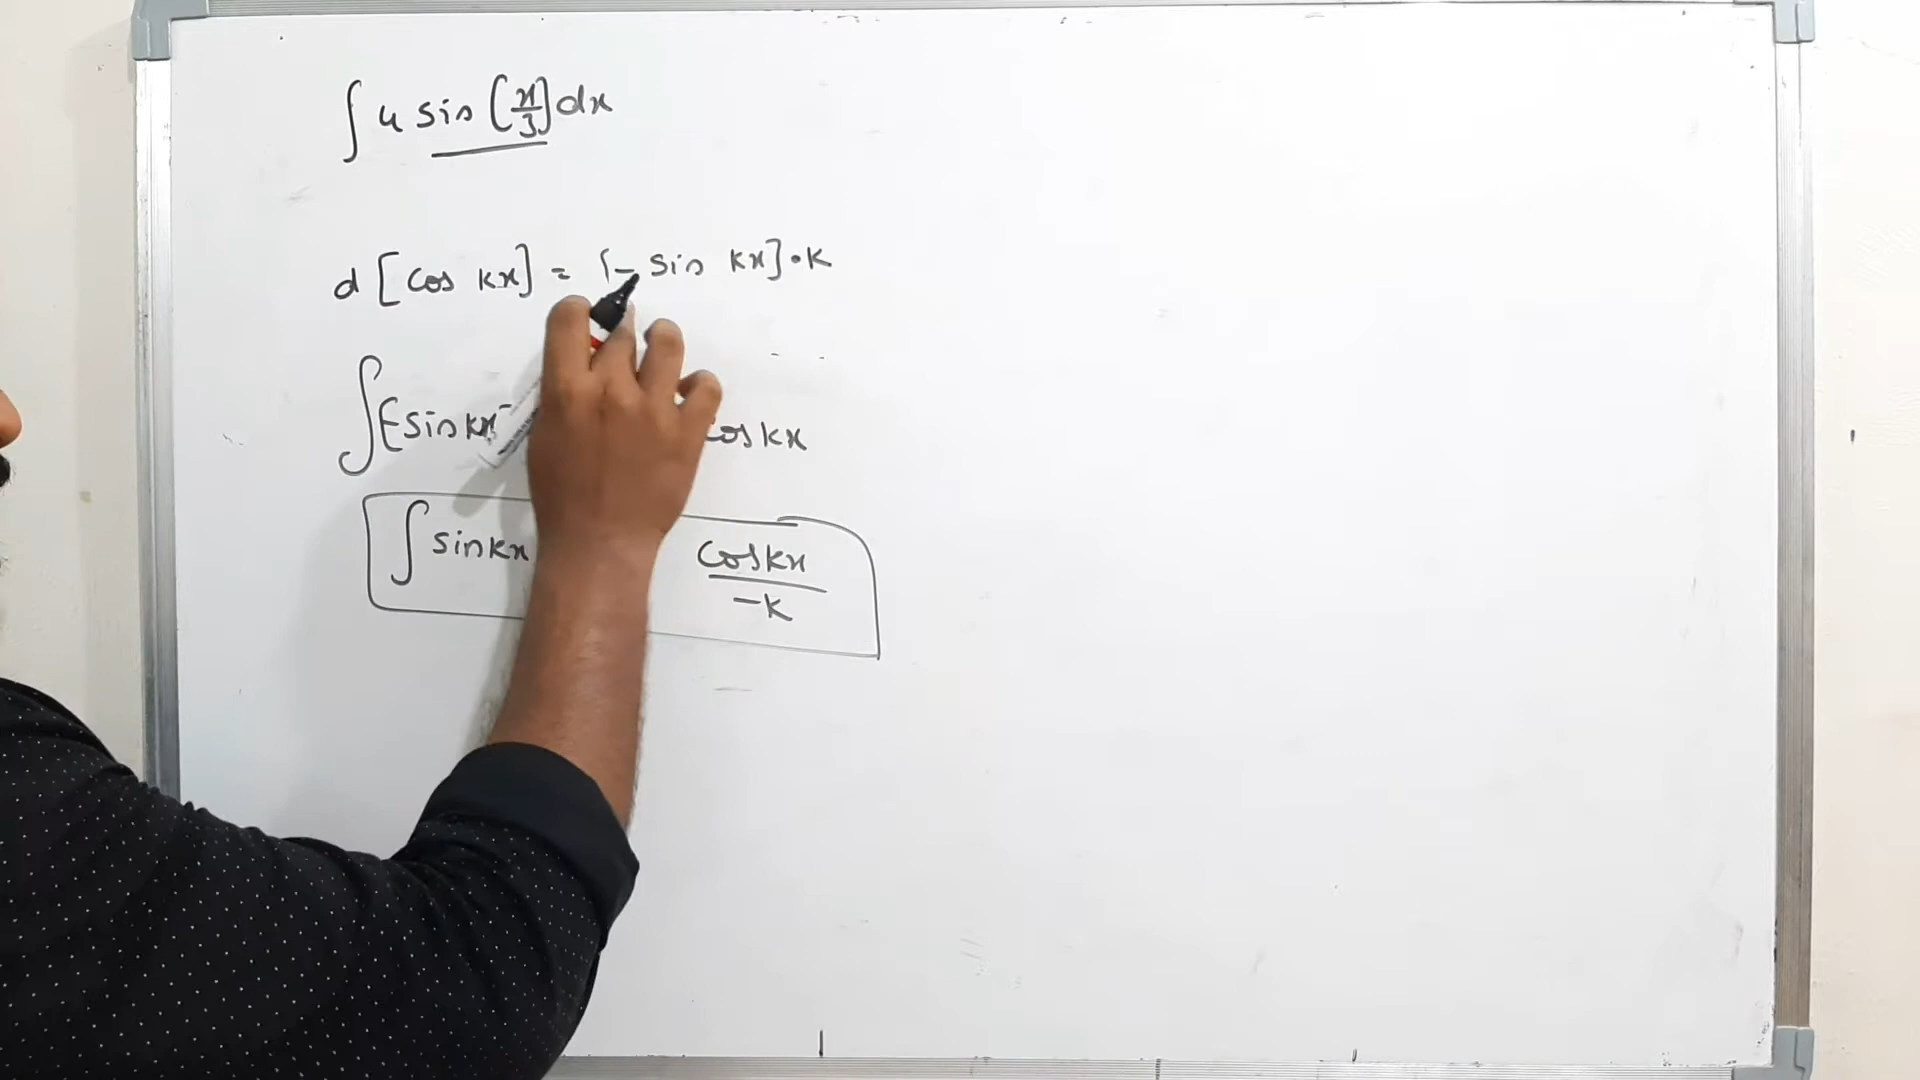 ∫ 4 sin (x/3) dx
d [cos kx] = [- sin kx] • k
∫ [-sin kx cos kx
∫ sin kx cos kx / -k